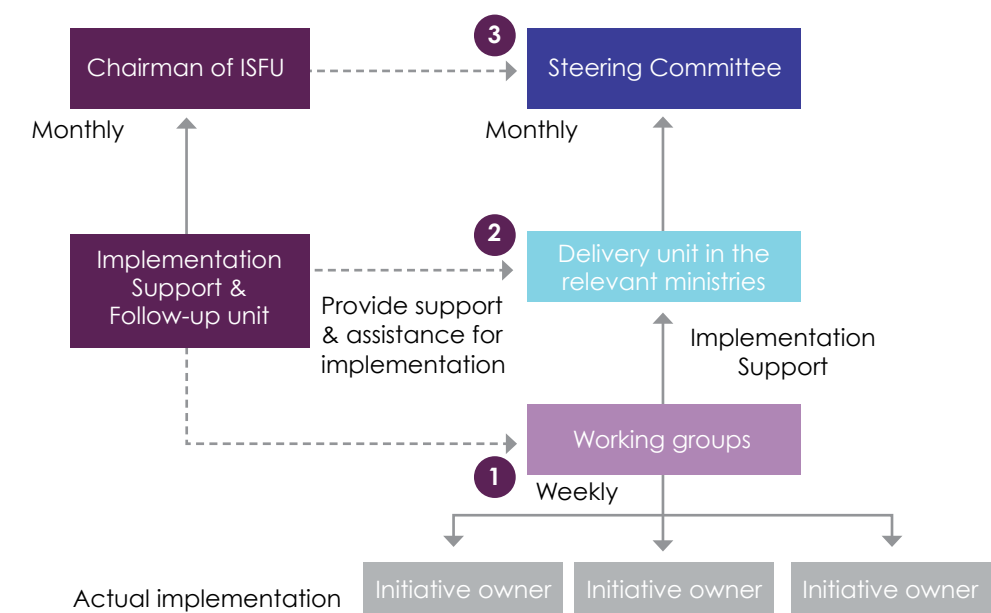 3
Chairman of ISFU
Steering Committee
Monthly
Monthly
2
Implementation
Support &
Follow-up unit
Delivery unit in the
relevant ministries
Provide support
& assistance for
implementation
Implementation
Support
Working groups
1
Weekly
Actual implementation
Initiative owner
Initiative owner
Initiative owner